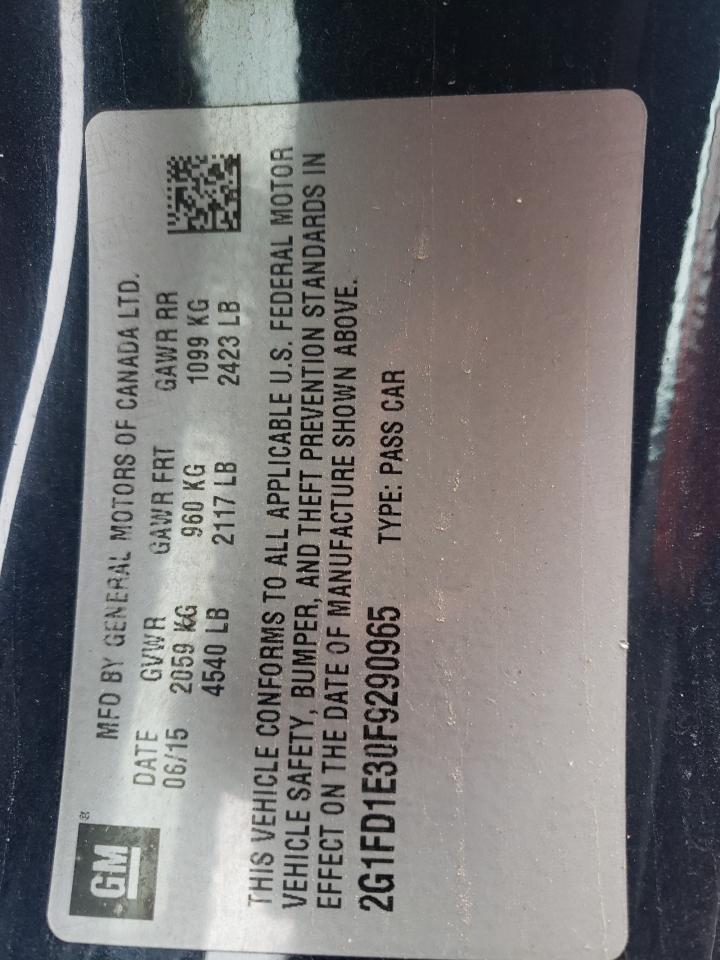 GM ®
MFD BY GENERAL MOTORS OF CANADA LTD.
DATE GVWR GAWR FRT GAWR RR
06/15 2059 KG 960 KG 1099 KG
4540 LB 2117 LB 2423 LB
THIS VEHICLE CONFORMS TO ALL APPLICABLE U.S. FEDERAL MOTOR
VEHICLE SAFETY, BUMPER, AND THEFT PREVENTION STANDARDS IN
EFFECT ON THE DATE OF MANUFACTURE SHOWN ABOVE.
2G1FD1E30F9290965 TYPE: PASS CAR